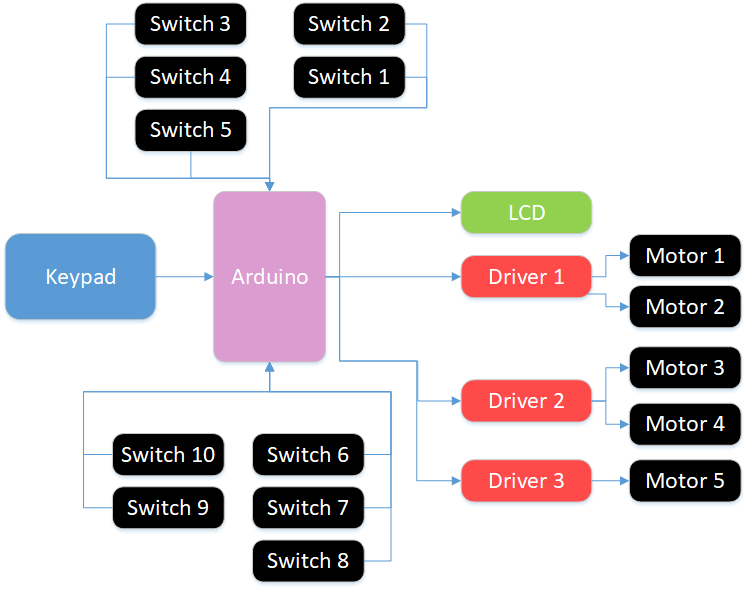 Switch 3
Switch 2
Switch 4
Switch 1
Switch 5
LCD
Keypad
Arduino
Driver 1
Motor 1
Motor 2
Motor 3
Driver 2
Motor 4
Switch 10
Switch 6
Driver 3
Motor 5
Switch 9
Switch 7
Switch 8